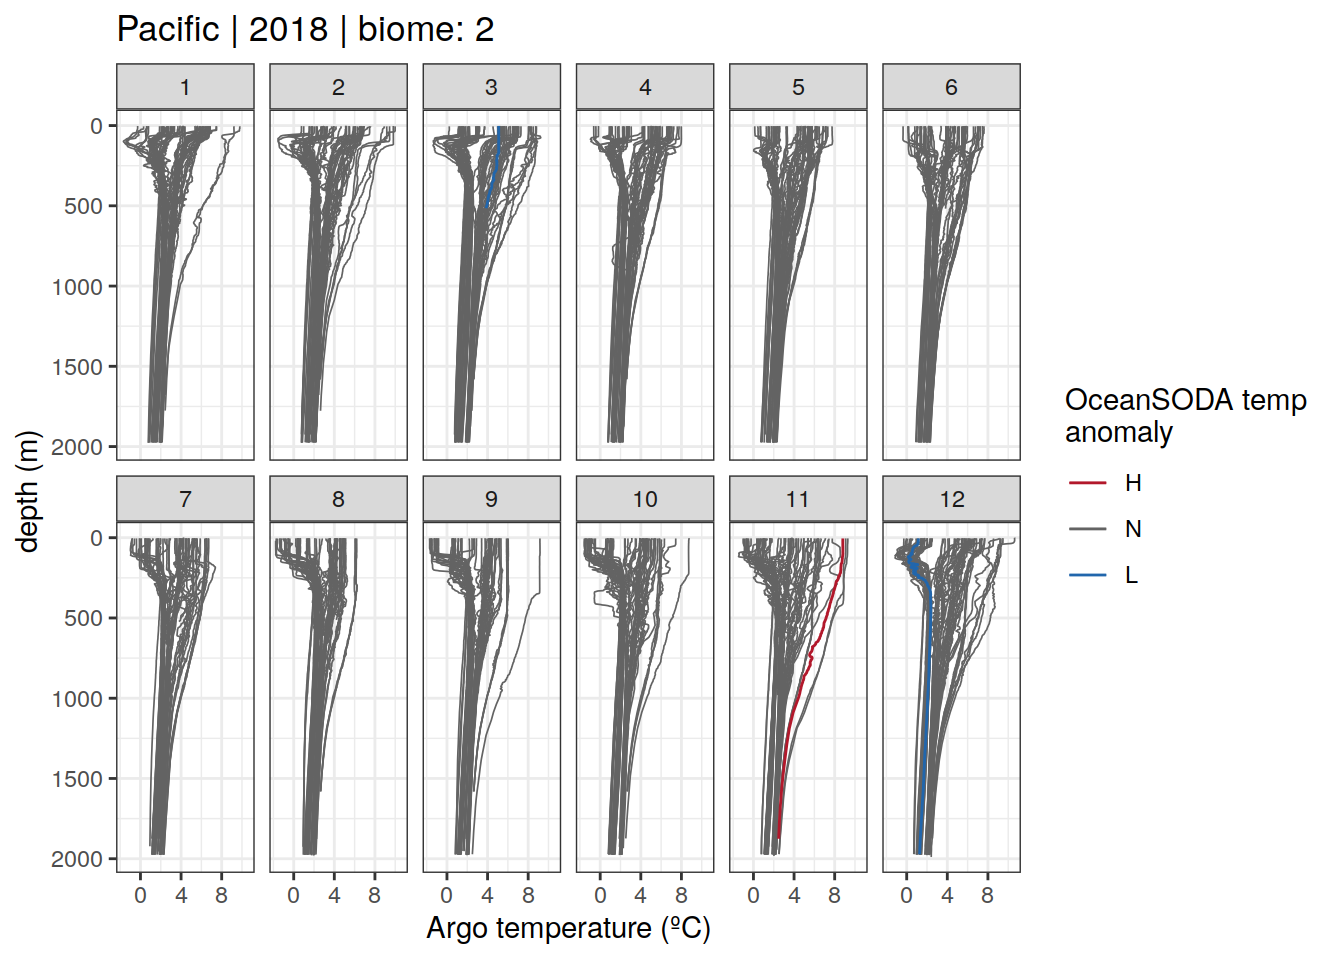 Pacific | 2018 | biome: 2
1 2 3 4 5 6
0
500
1000
1500
2000
7 8 9 10 11 12
0
500
1000
1500
2000
0 4 8 0 4 8 0 4 8 0 4 8 0 4 8 0 4 8
Argo temperature (ºC)
depth (m)
OceanSODA temp
anomaly
H
N
L